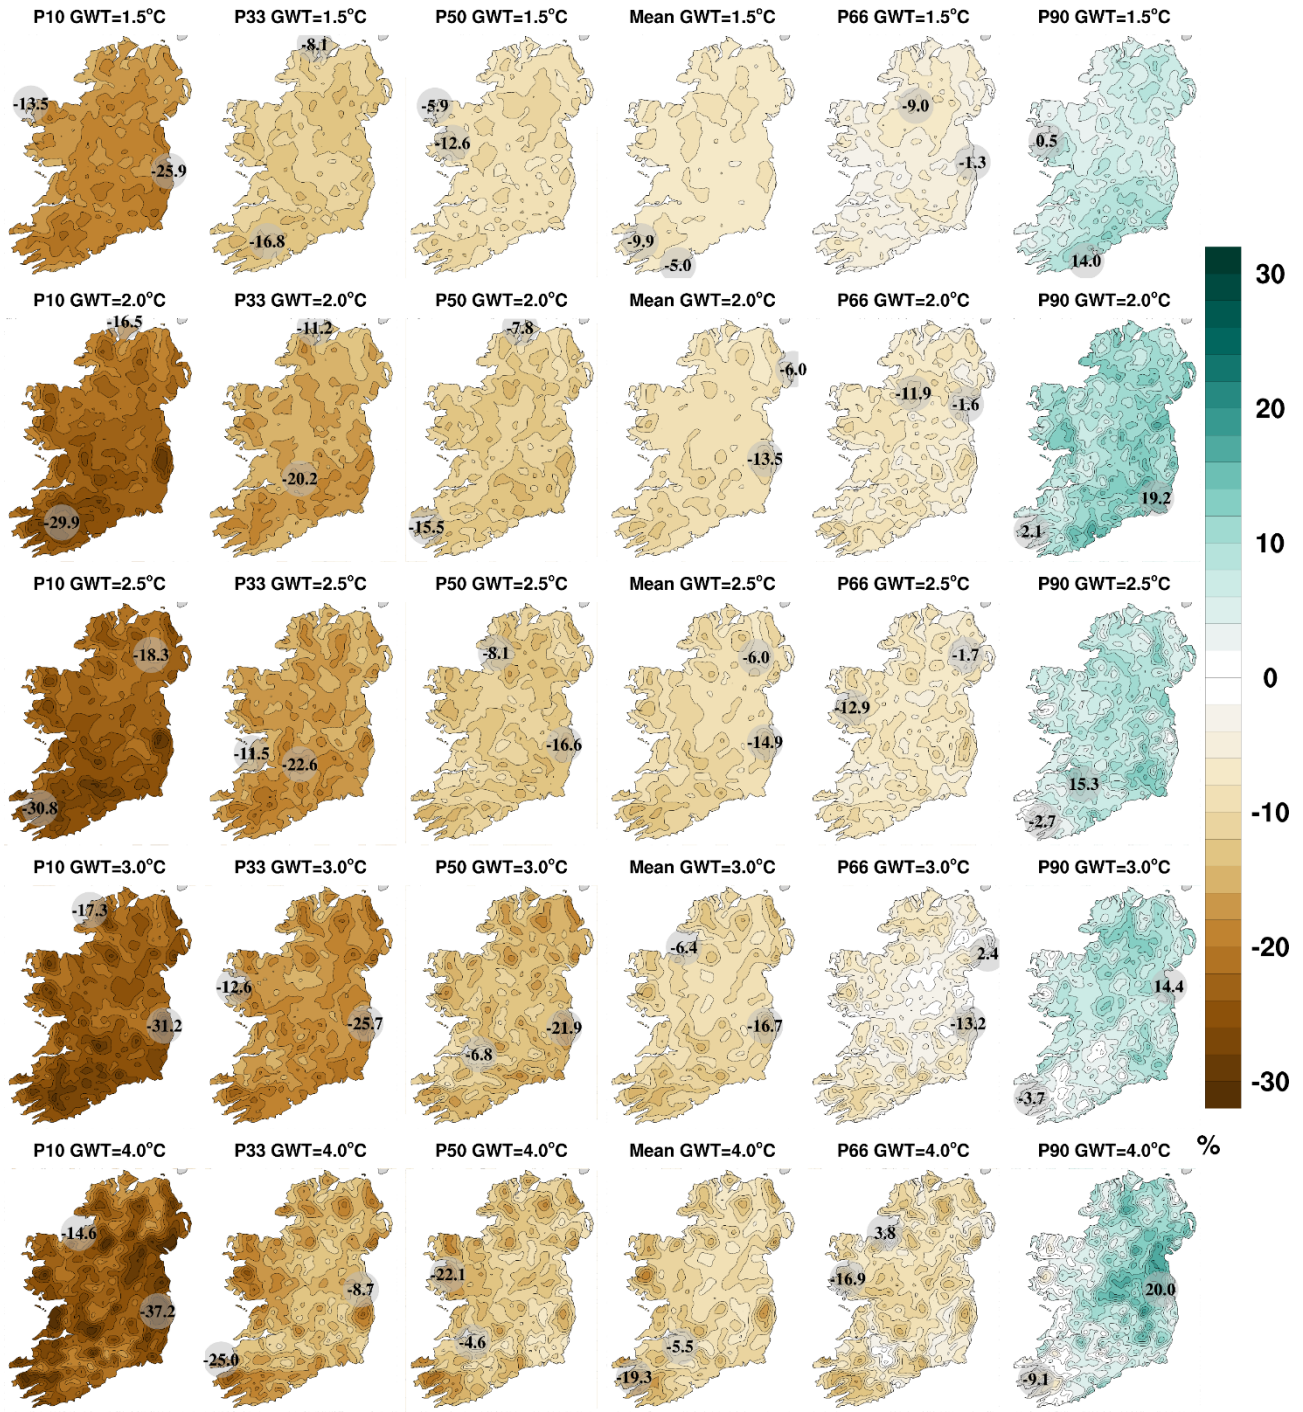 P10 GWT=1.5°C P33 GWT=1.5°C P50 GWT=1.5°C Mean GWT=1.5°C P66 GWT=1.5°C P90 GWT=1.5°C
-8.1
-13.5 -5.9 -9.0
-12.6 0.5
-25.9 -1.3
-16.8 -9.9
-5.0 14.0
P10 GWT=2.0°C P33 GWT=2.0°C P50 GWT=2.0°C Mean GWT=2.0°C P66 GWT=2.0°C P90 GWT=2.0°C
-16.5 -11.2 -7.8
-6.0
-11.9 -1.6
-20.2 -13.5
19.2
-29.9 -15.5 2.1
P10 GWT=2.5°C P33 GWT=2.5°C P50 GWT=2.5°C Mean GWT=2.5°C P66 GWT=2.5°C P90 GWT=2.5°C
-18.3 -8.1 -6.0 -1.7
-12.9
-11.5 -16.6 -14.9
-22.6
15.3
-30.8 -2.7
P10 GWT=3.0°C P33 GWT=3.0°C P50 GWT=3.0°C Mean GWT=3.0°C P66 GWT=3.0°C P90 GWT=3.0°C
-17.3
-6.4 2.4
-12.6 14.4
-31.2 -25.7 -21.9 -16.7 -13.2
-6.8
-3.7
P10 GWT=4.0°C P33 GWT=4.0°C P50 GWT=4.0°C Mean GWT=4.0°C P66 GWT=4.0°C P90 GWT=4.0°C
-14.6 3.8
-22.1 -16.9
-8.7 20.0
-37.2
-4.6 -5.5
-25.0 -19.3 -9.1
30
20
10
0
-10
-20
-30
%